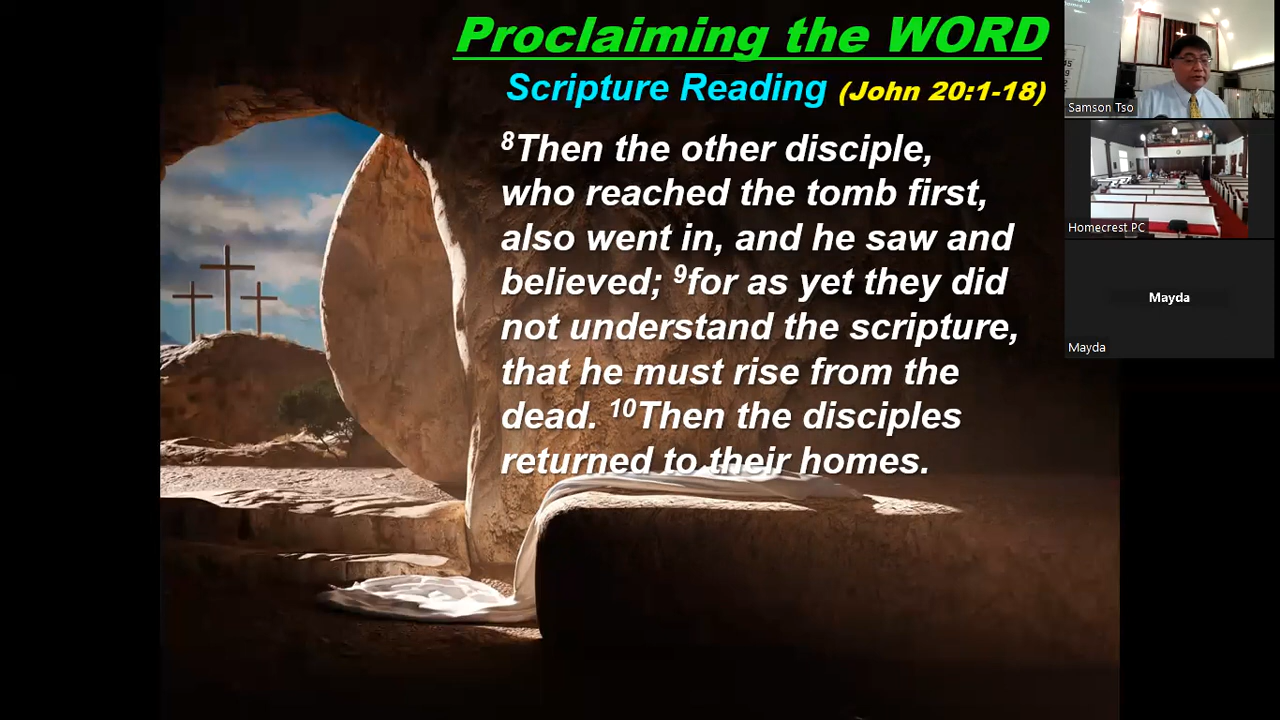 Proclaiming the WORD
Scripture Reading (John 20:1-18)
8Then the other disciple,
who reached the tomb first,
also went in, and he saw and
believed; 9for as yet they did
not understand the scripture,
that he must rise from the
dead. 10Then the disciples
returned to their homes.
Samson Tso
Homecrest PC
Mayda
Mayda